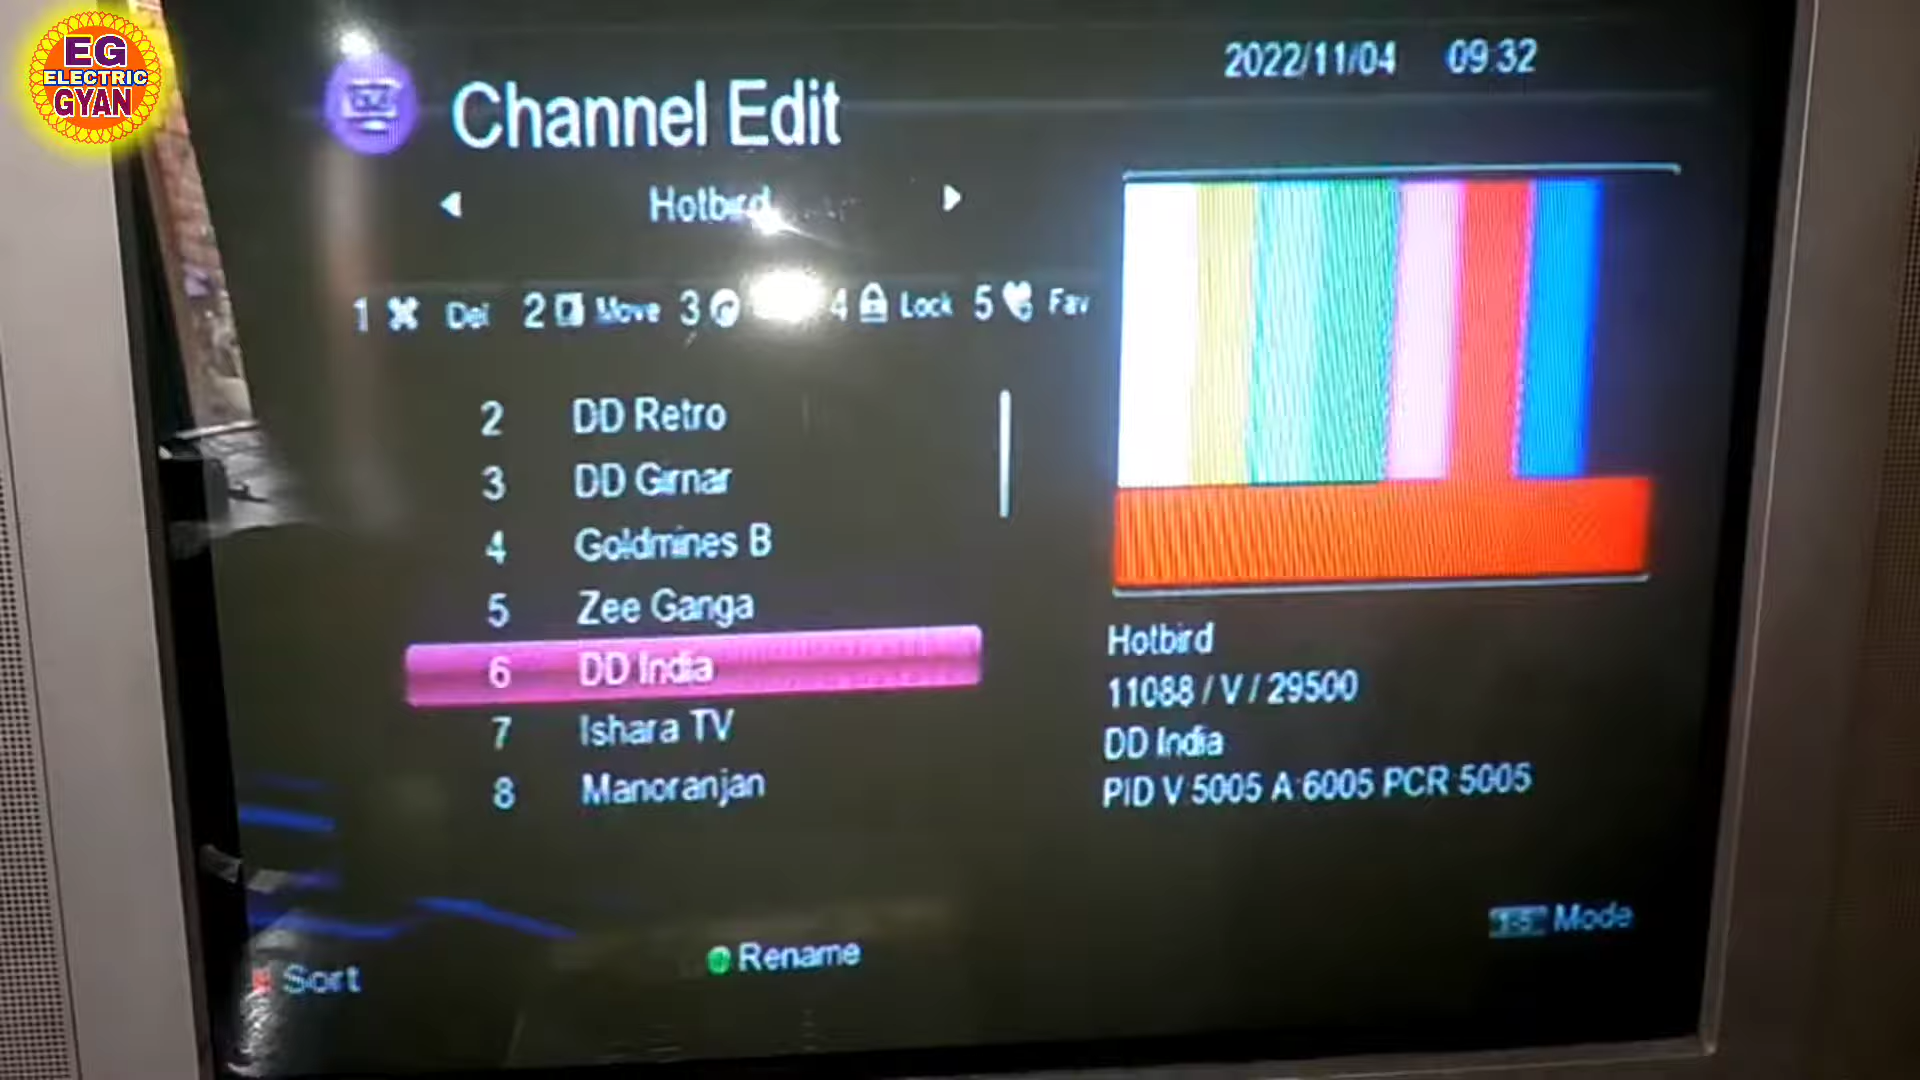 EG
ELECTRIC
GYAN
2022/11/04 09:32
Channel Edit
Hotbird
1 Del 2 Move 3 4 Lock 5 Fav
2 DD Retro
3 DD Girnar
4 Goldmines B
5 Zee Ganga
6 DD India
7 Ishara TV
8 Manoranjan
Hotbird
11088 / V / 29500
DD India
PID V:5005 A:6005 PCR:5005
1-5 Mode
Rename
Sort